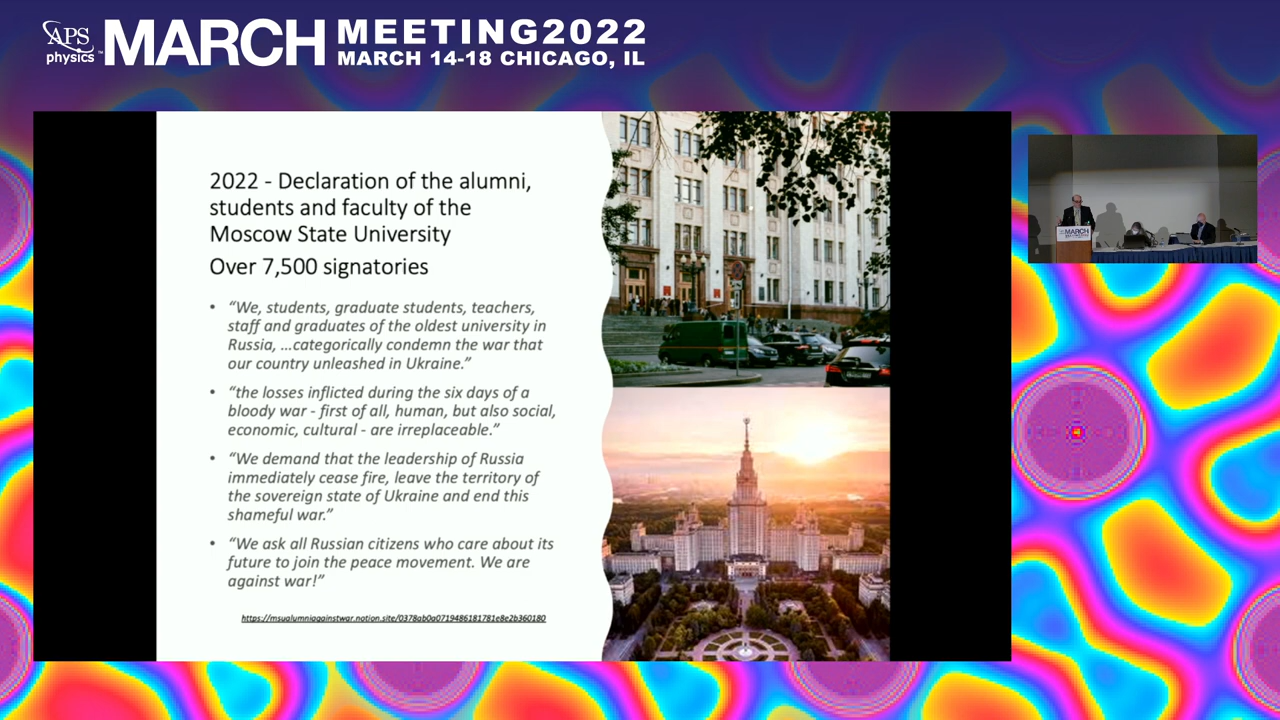 APS
physics
MARCH
MEETING2022
MARCH 14-18 CHICAGO, IL
2022 - Declaration of the alumni,
students and faculty of the
Moscow State University
Over 7,500 signatories
• “We, students, graduate students, teachers,
staff and graduates of the oldest university in
Russia, ...categorically condemn the war that
our country unleashed in Ukraine.”
• “the losses inflicted during the six days of a
bloody war - first of all, human, but also social,
economic, cultural - are irreplaceable.”
• “We demand that the leadership of Russia
immediately cease fire, leave the territory of
the sovereign state of Ukraine and end this
shameful war.”
• “We ask all Russian citizens who care about its
future to join the peace movement. We are
against war!”
https://msualumniagainstwar.notion.site/0378ab0a0719486181781e8e2b360180
MARCH